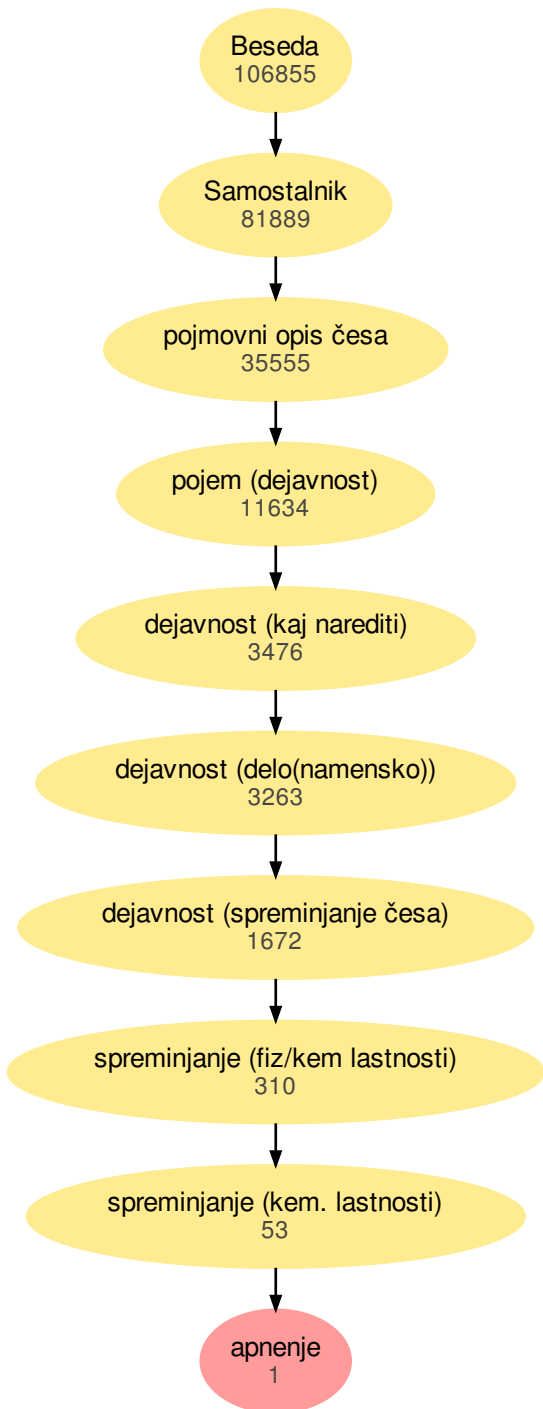 Beseda
106855
Samostalnik
81889
pojmovni opis česa
35555
pojem (dejavnost)
11634
dejavnost (kaj narediti)
3476
dejavnost (delo(namensko))
3263
dejavnost (spreminjanje česa)
1672
spreminjanje (fiz/kem lastnosti)
310
spreminjanje (kem. lastnosti)
53
apnenje
1